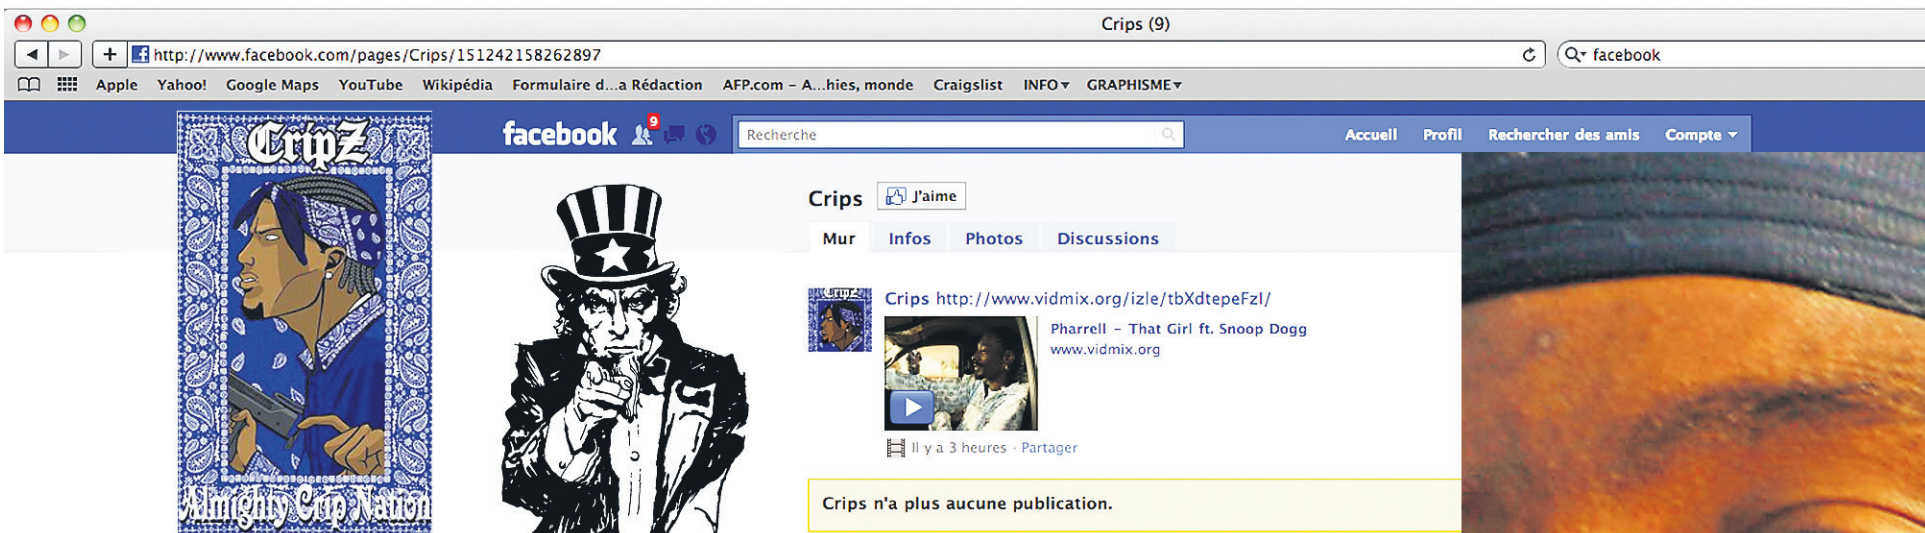 Crips (9)
http://www.facebook.com/pages/Crips/151242158262897
facebook
Apple Yahoo! Google Maps YouTube Wikipédia Formulaire d...a Rédaction AFP.com – A...hies, monde Craigslist INFO GRAPHISME
CripZ
Almighty Crip Nation
facebook 9 Recherche Accueil Profil Rechercher des amis Compte
Crips J'aime
Mur Infos Photos Discussions
CripZ
Crips http://www.vidmix.org/izle/tbXdtepeFzI/
Pharrell – That Girl ft. Snoop Dogg
www.vidmix.org
Il y a 3 heures · Partager
Crips n'a plus aucune publication.